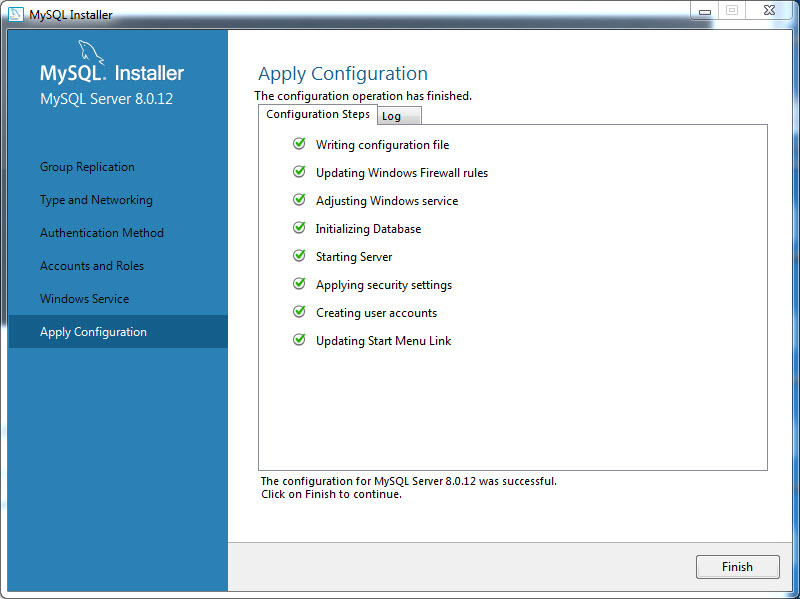 MySQL Installer
MySQL. Installer
MySQL Server 8.0.12
Group Replication
Type and Networking
Authentication Method
Accounts and Roles
Windows Service
Apply Configuration
Apply Configuration
The configuration operation has finished.
Configuration Steps Log
Writing configuration file
Updating Windows Firewall rules
Adjusting Windows service
Initializing Database
Starting Server
Applying security settings
Creating user accounts
Updating Start Menu Link
The configuration for MySQL Server 8.0.12 was successful.
Click on Finish to continue.
Finish